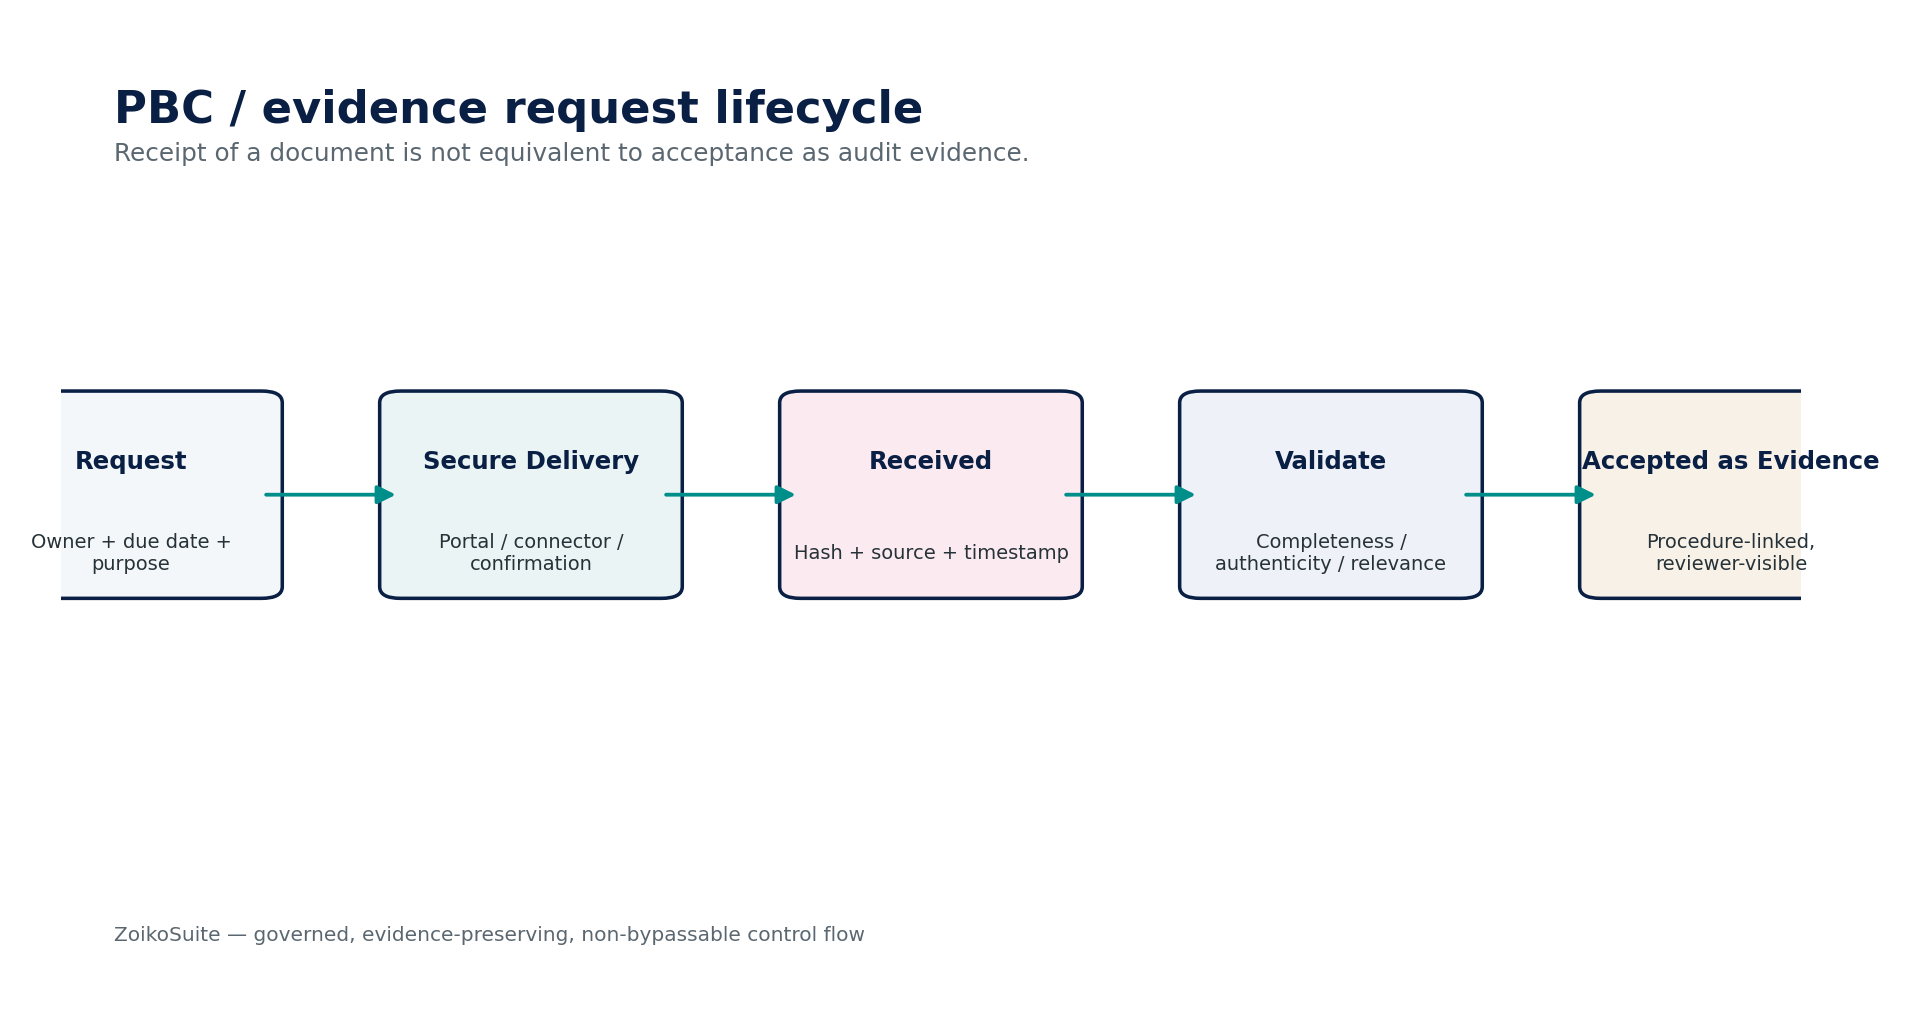 PBC / evidence request lifecycle
Receipt of a document is not equivalent to acceptance as audit evidence.
Request
Owner + due date +
purpose
Secure Delivery
Portal / connector /
confirmation
Received
Hash + source + timestamp
Validate
Completeness /
authenticity / relevance
Accepted as Evidence
Procedure-linked,
reviewer-visible
ZoikoSuite — governed, evidence-preserving, non-bypassable control flow